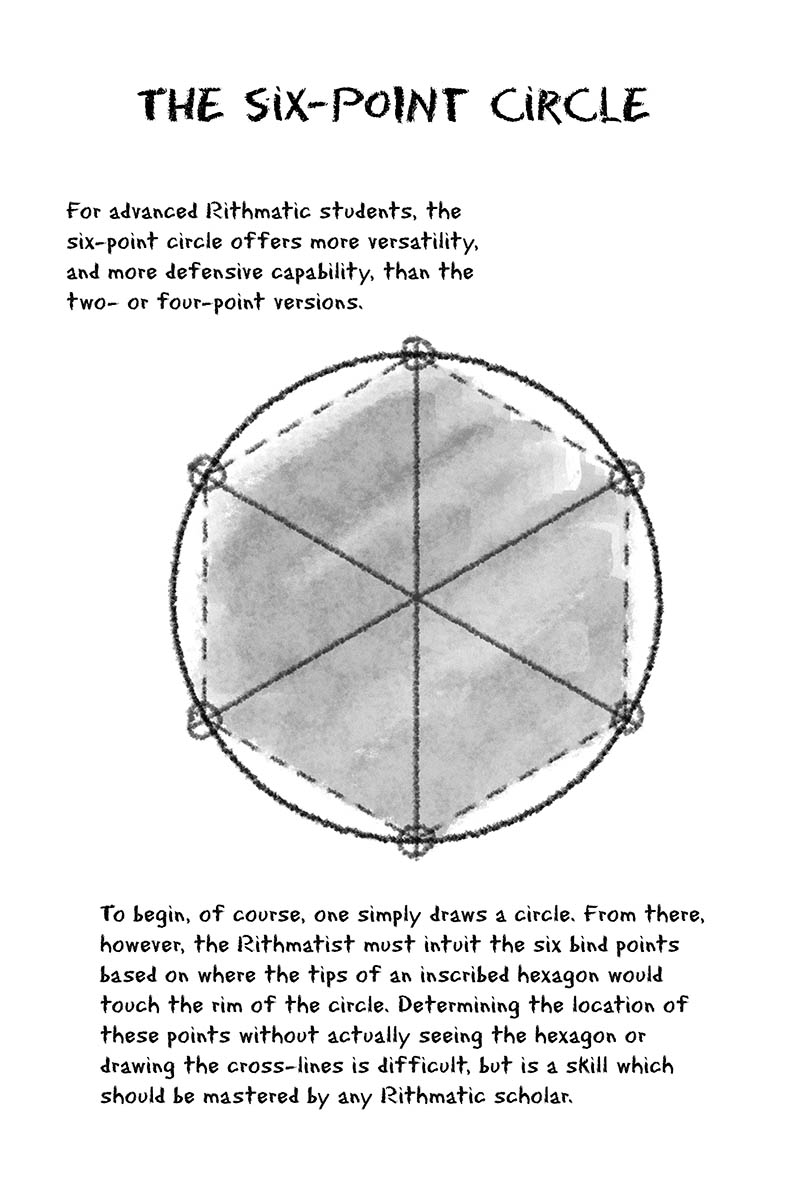 THE SIX-POINT CIRCLE
For advanced Rithmatic students, the
six-point circle offers more versatility,
and more defensive capability, than the
two- or four-point versions.
To begin, of course, one simply draws a circle. From there,
however, the Rithmatist must intuit the six bind points
based on where the tips of an inscribed hexagon would
touch the rim of the circle. Determining the location of
these points without actually seeing the hexagon or
drawing the cross-lines is difficult, but is a skill which
should be mastered by any Rithmatic scholar.